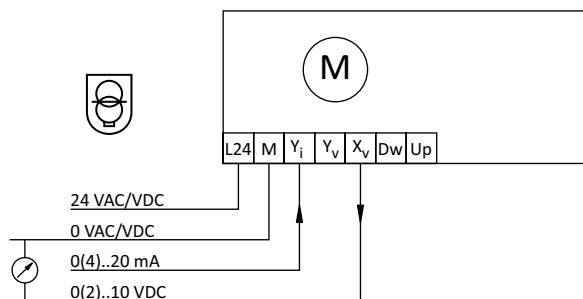 M
L24 M Yi Yv Xv Dw Up
24 VAC/VDC
0 VAC/VDC
0(4)..20 mA
0(2)..10 VDC